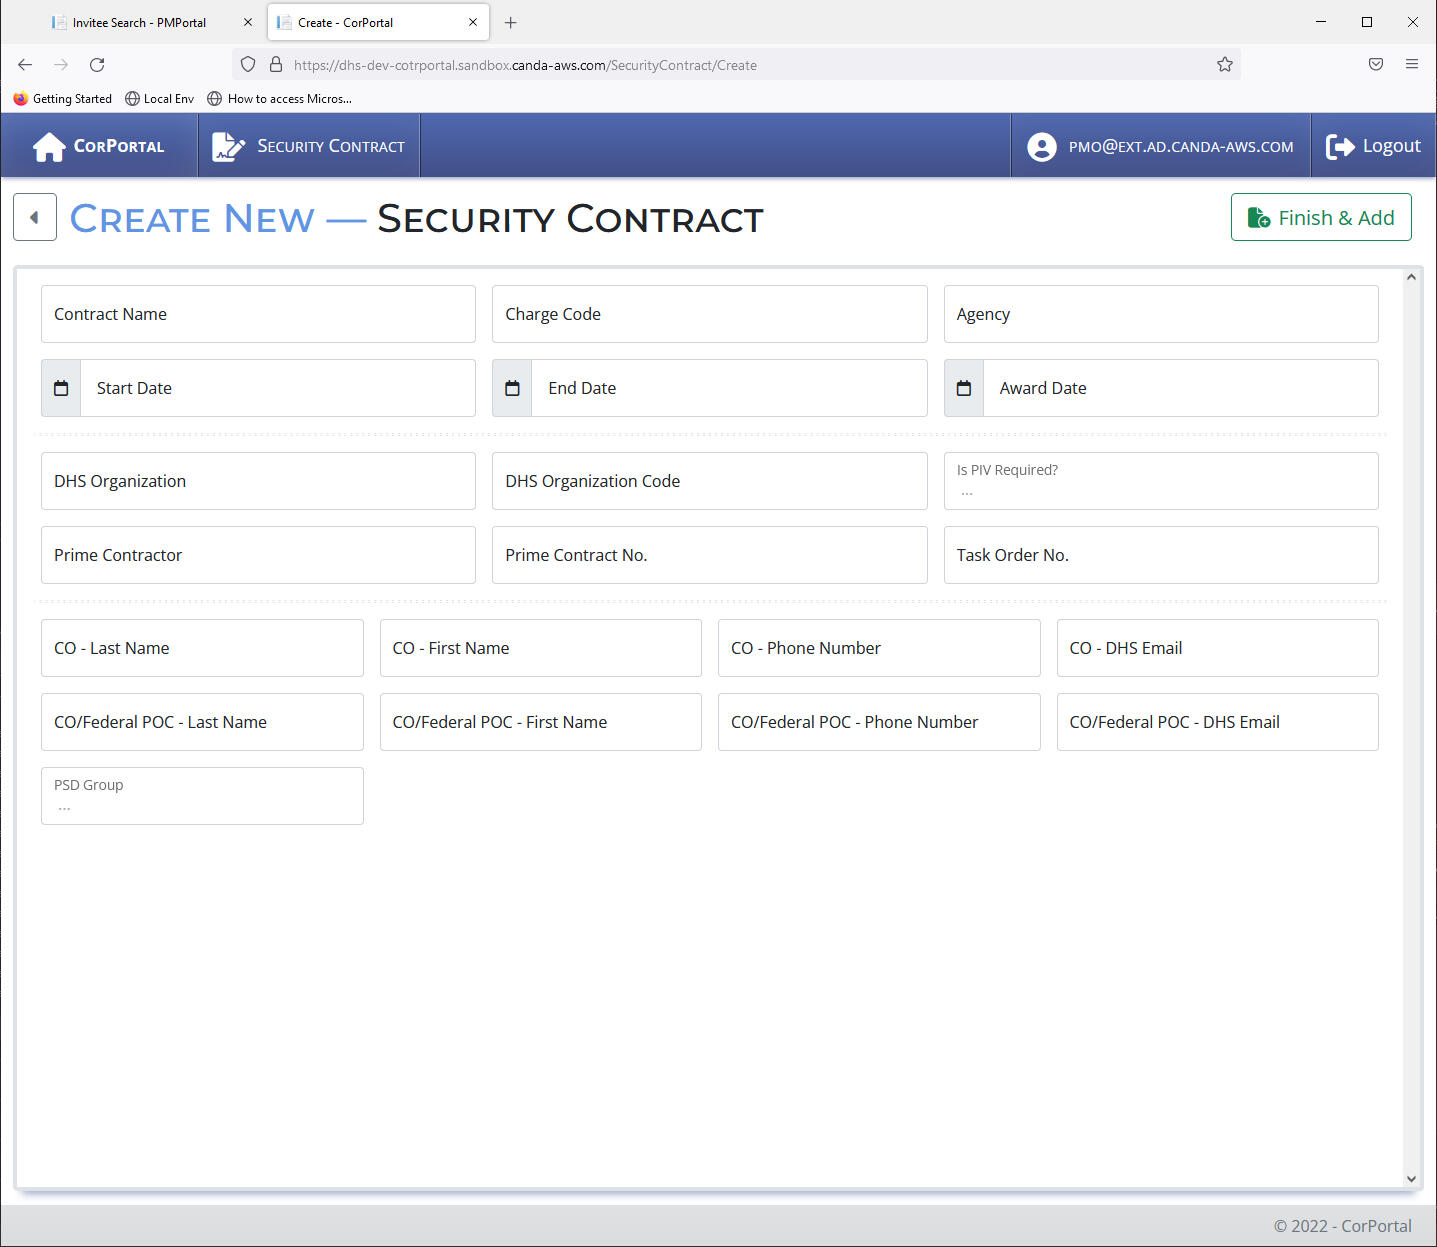 Invitee Search - PMPortal
Create - CorPortal
https://dhs-dev-cotrportal.sandbox.canda-aws.com/SecurityContract/Create
Getting Started Local Env How to access Micros...
CorPortal Security Contract pmo@ext.ad.canda-aws.com Logout
Create New — Security Contract Finish & Add
Contract Name Charge Code Agency
Start Date End Date Award Date
DHS Organization DHS Organization Code Is PIV Required?
...
Prime Contractor Prime Contract No. Task Order No.
CO - Last Name CO - First Name CO - Phone Number CO - DHS Email
CO/Federal POC - Last Name CO/Federal POC - First Name CO/Federal POC - Phone Number CO/Federal POC - DHS Email
PSD Group
...
© 2022 - CorPortal